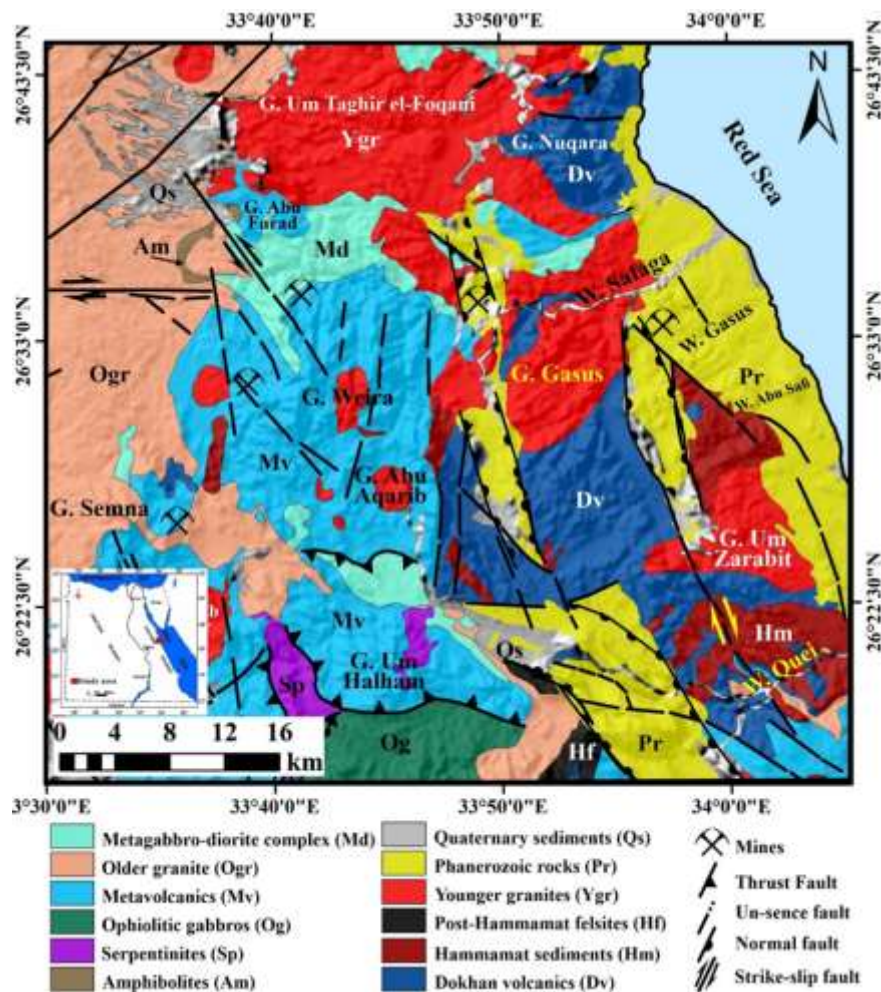 33°40'0"E 33°50'0"E 34°0'0"E
26°43'30"N
26°33'0"N
26°22'30"N
26°43'30"N
26°33'0"N
26°22'30"N
N
G. Um Taghir el-Foqani
Ygr
G. Nuqara
Dv
Red Sea
Qs
G. Abu
Furad
Am
Md
W. Safaga
W. Gasus
Ogr
G. Weira
G. Gasus
Pr
W. Abu Safi
Mv
G. Abu
Aqarib
Dv
G. Semna
G. Um
Zarabit
Mv
Qs
Hm
W. Quei
G. Um
Halham
Sp
Og
Hf
Pr
0 4 8 12 16
km
3°30'0"E 33°40'0"E 33°50'0"E 34°0'0"E
Metagabbro-diorite complex (Md)
Older granite (Ogr)
Metavolcanics (Mv)
Ophiolitic gabbros (Og)
Serpentinites (Sp)
Amphibolites (Am)
Quaternary sediments (Qs)
Phanerozoic rocks (Pr)
Younger granites (Ygr)
Post-Hammamat felsites (Hf)
Hammamat sediments (Hm)
Dokhan volcanics (Dv)
Mines
Thrust Fault
Un-sence fault
Normal fault
Strike-slip fault